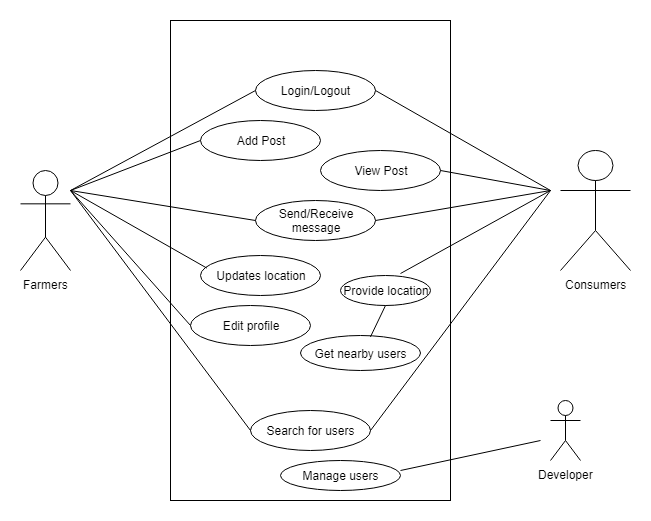 Login/Logout
Add Post
View Post
Send/Receive
message
Updates location
Farmers
Consumers
Provide location
Edit profile
Get nearby users
Search for users
Manage users
Developer